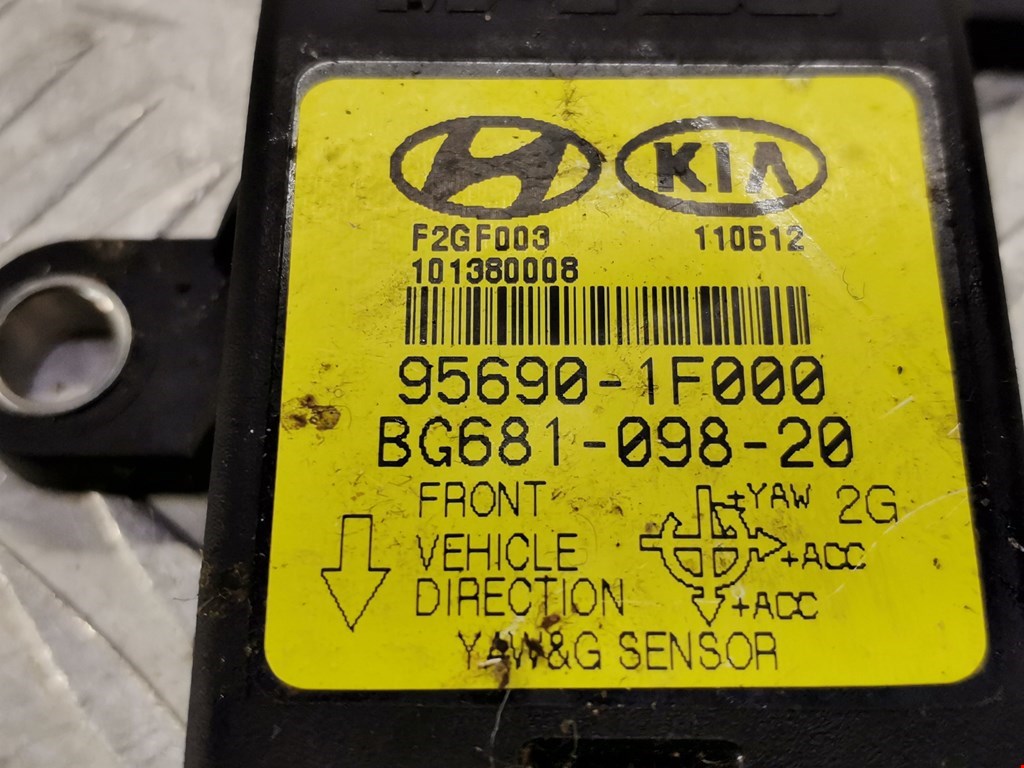 KIA
F2GF003 110512
101380008
95690-1F000
BG681-098-20
FRONT
VEHICLE
DIRECTION
+YAW 2G
+ACC
+ACC
YAW&G SENSOR